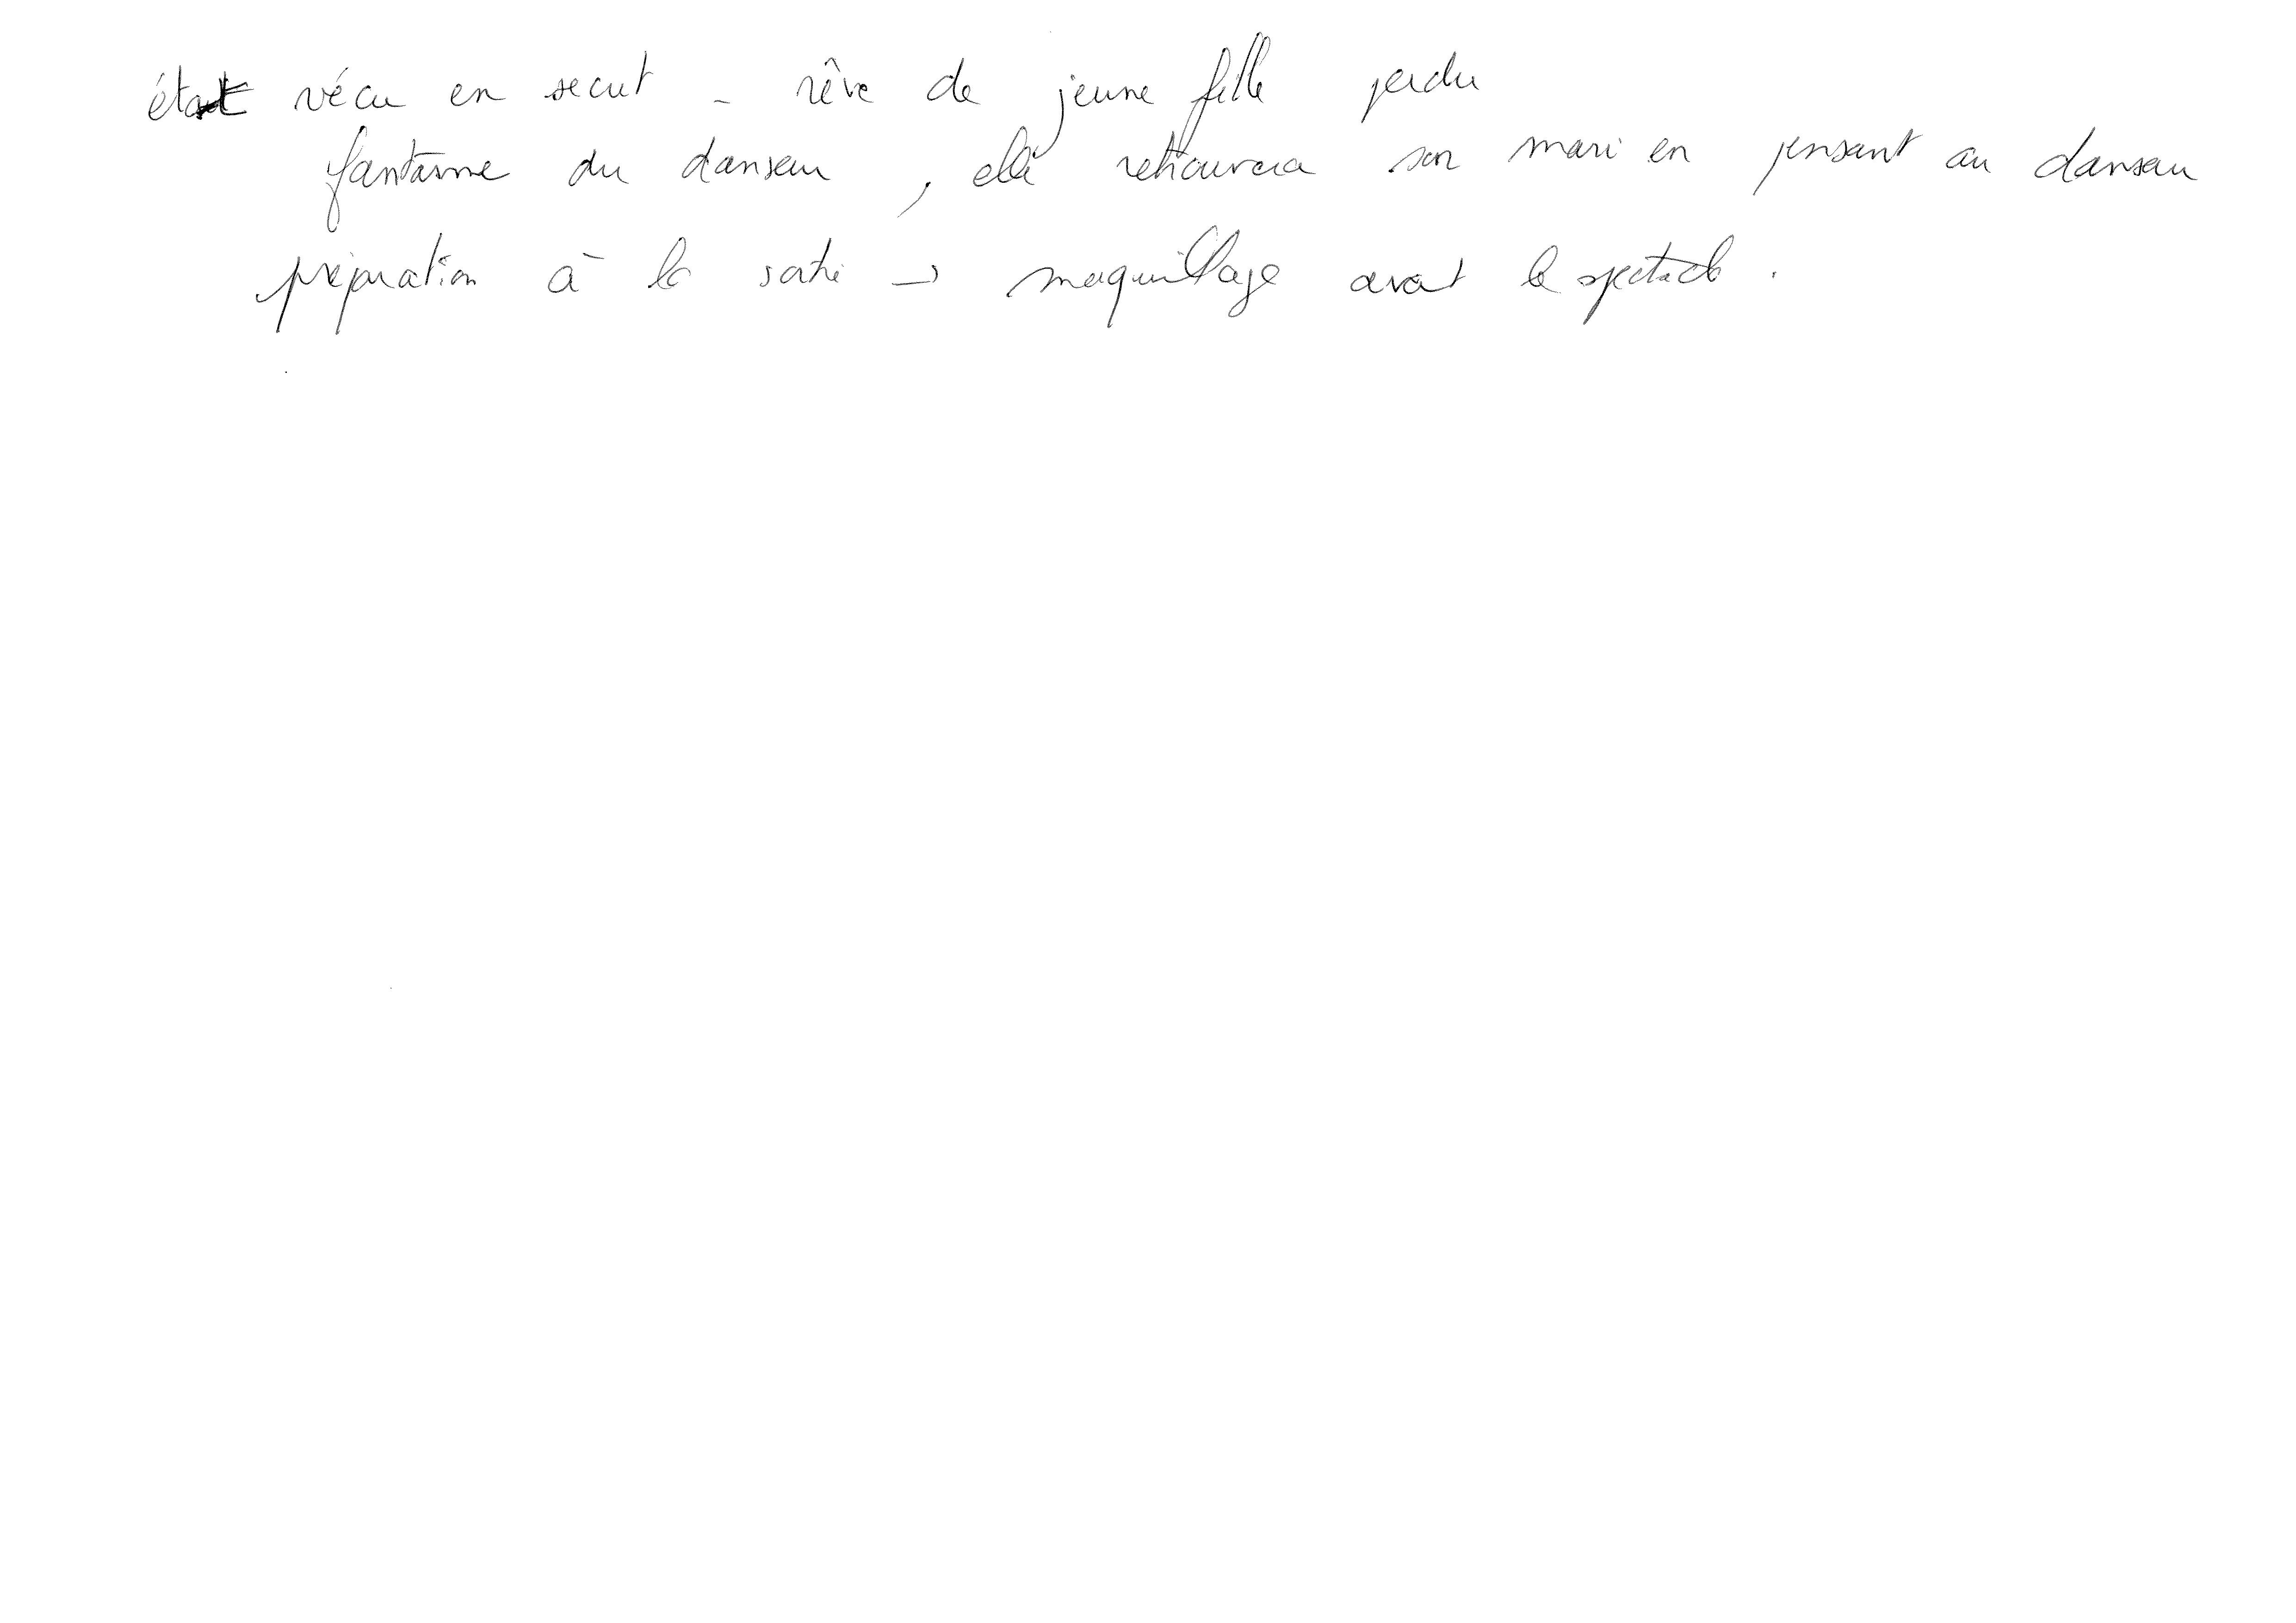 état vécu en secret - rêve de jeune fille perdu
fantasme du danseur, elle retrouvera son mari en pensant au danseur
préparation à la sortie → maquillage avant le spectacle.